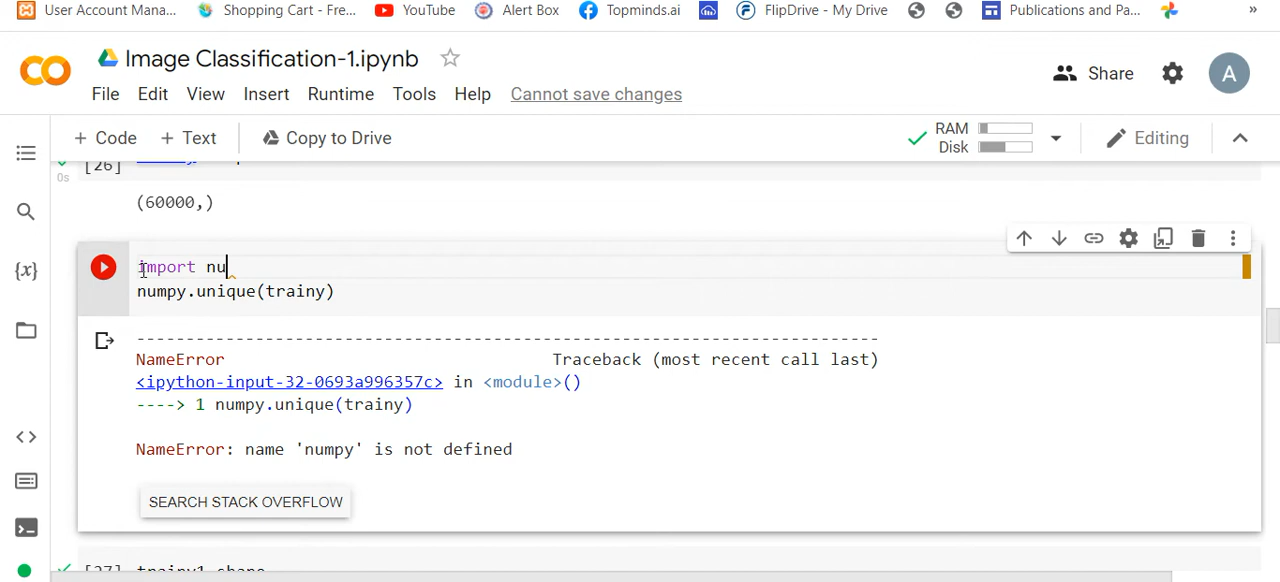 User Account Mana... Shopping Cart - Fre... YouTube Alert Box Topminds.ai FlipDrive - My Drive Publications and Pa... »
CO Image Classification-1.ipynb
Share A
File Edit View Insert Runtime Tools Help Cannot save changes
+ Code + Text Copy to Drive RAM Disk Editing
[26]
0s
(60000,)
{x}
import nu
numpy.unique(trainy)
---------------------------------------------------------------------------
NameError Traceback (most recent call last)
<ipython-input-32-0693a996357c> in <module>()
----> 1 numpy.unique(trainy)
NameError: name 'numpy' is not defined
SEARCH STACK OVERFLOW
[27] trainy1.shape